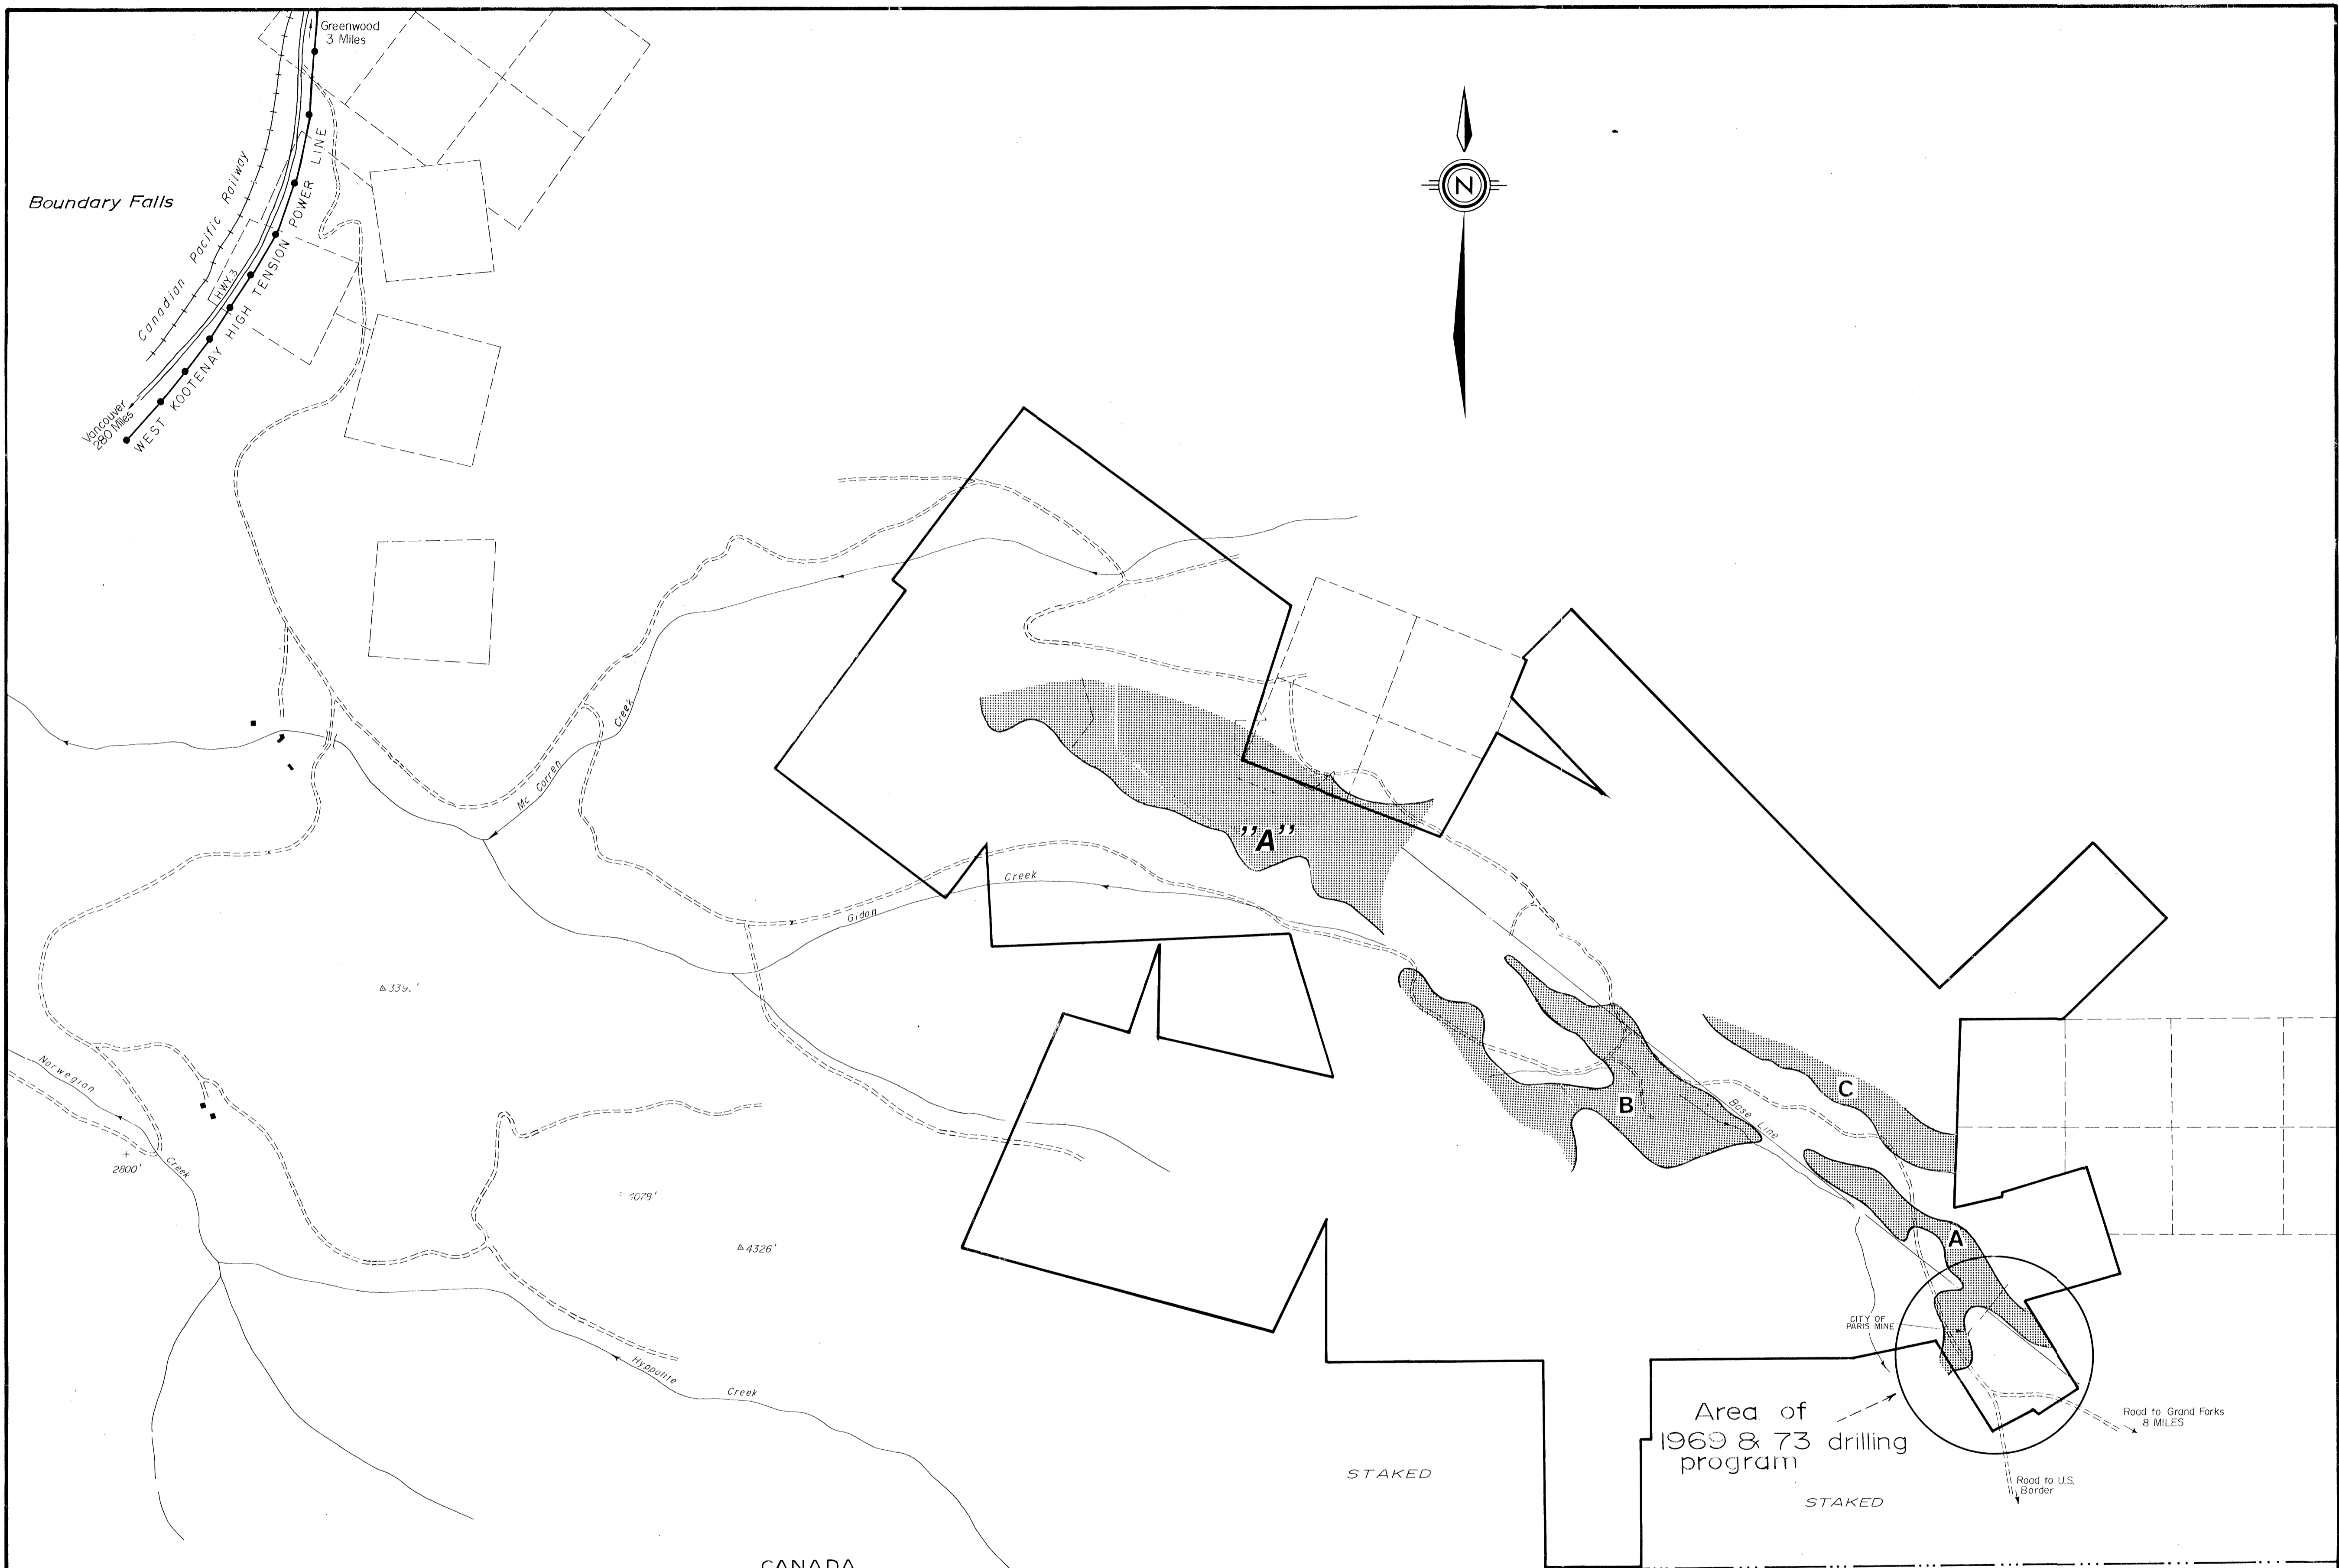 Greenwood
3 Miles
Boundary Falls
Canadian Pacific Railway
HWY. 3
WEST KOOTENAY HIGH TENSION POWER LINE
Vancouver
280 Miles
N
Mc Carren Creek
"A"
Gidon Creek
Norwegian Creek
2800'
4326'
Hyppolite Creek
B
C
Base Line
A
CITY OF
PARIS MINE
Area of
1969 & 73 drilling
program
Road to Grand Forks
8 MILES
Road to U.S.
Border
STAKED
STAKED
CANADA